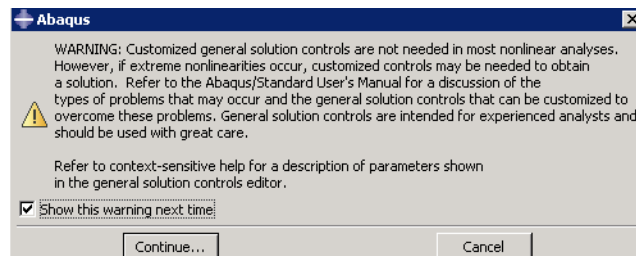 Abaqus
WARNING: Customized general solution controls are not needed in most nonlinear analyses.
However, if extreme nonlinearities occur, customized controls may be needed to obtain
a solution. Refer to the Abaqus/Standard User's Manual for a discussion of the
types of problems that may occur and the general solution controls that can be customized to
overcome these problems. General solution controls are intended for experienced analysts and
should be used with great care.
Refer to context-sensitive help for a description of parameters shown
in the general solution controls editor.
Show this warning next time
Continue...
Cancel